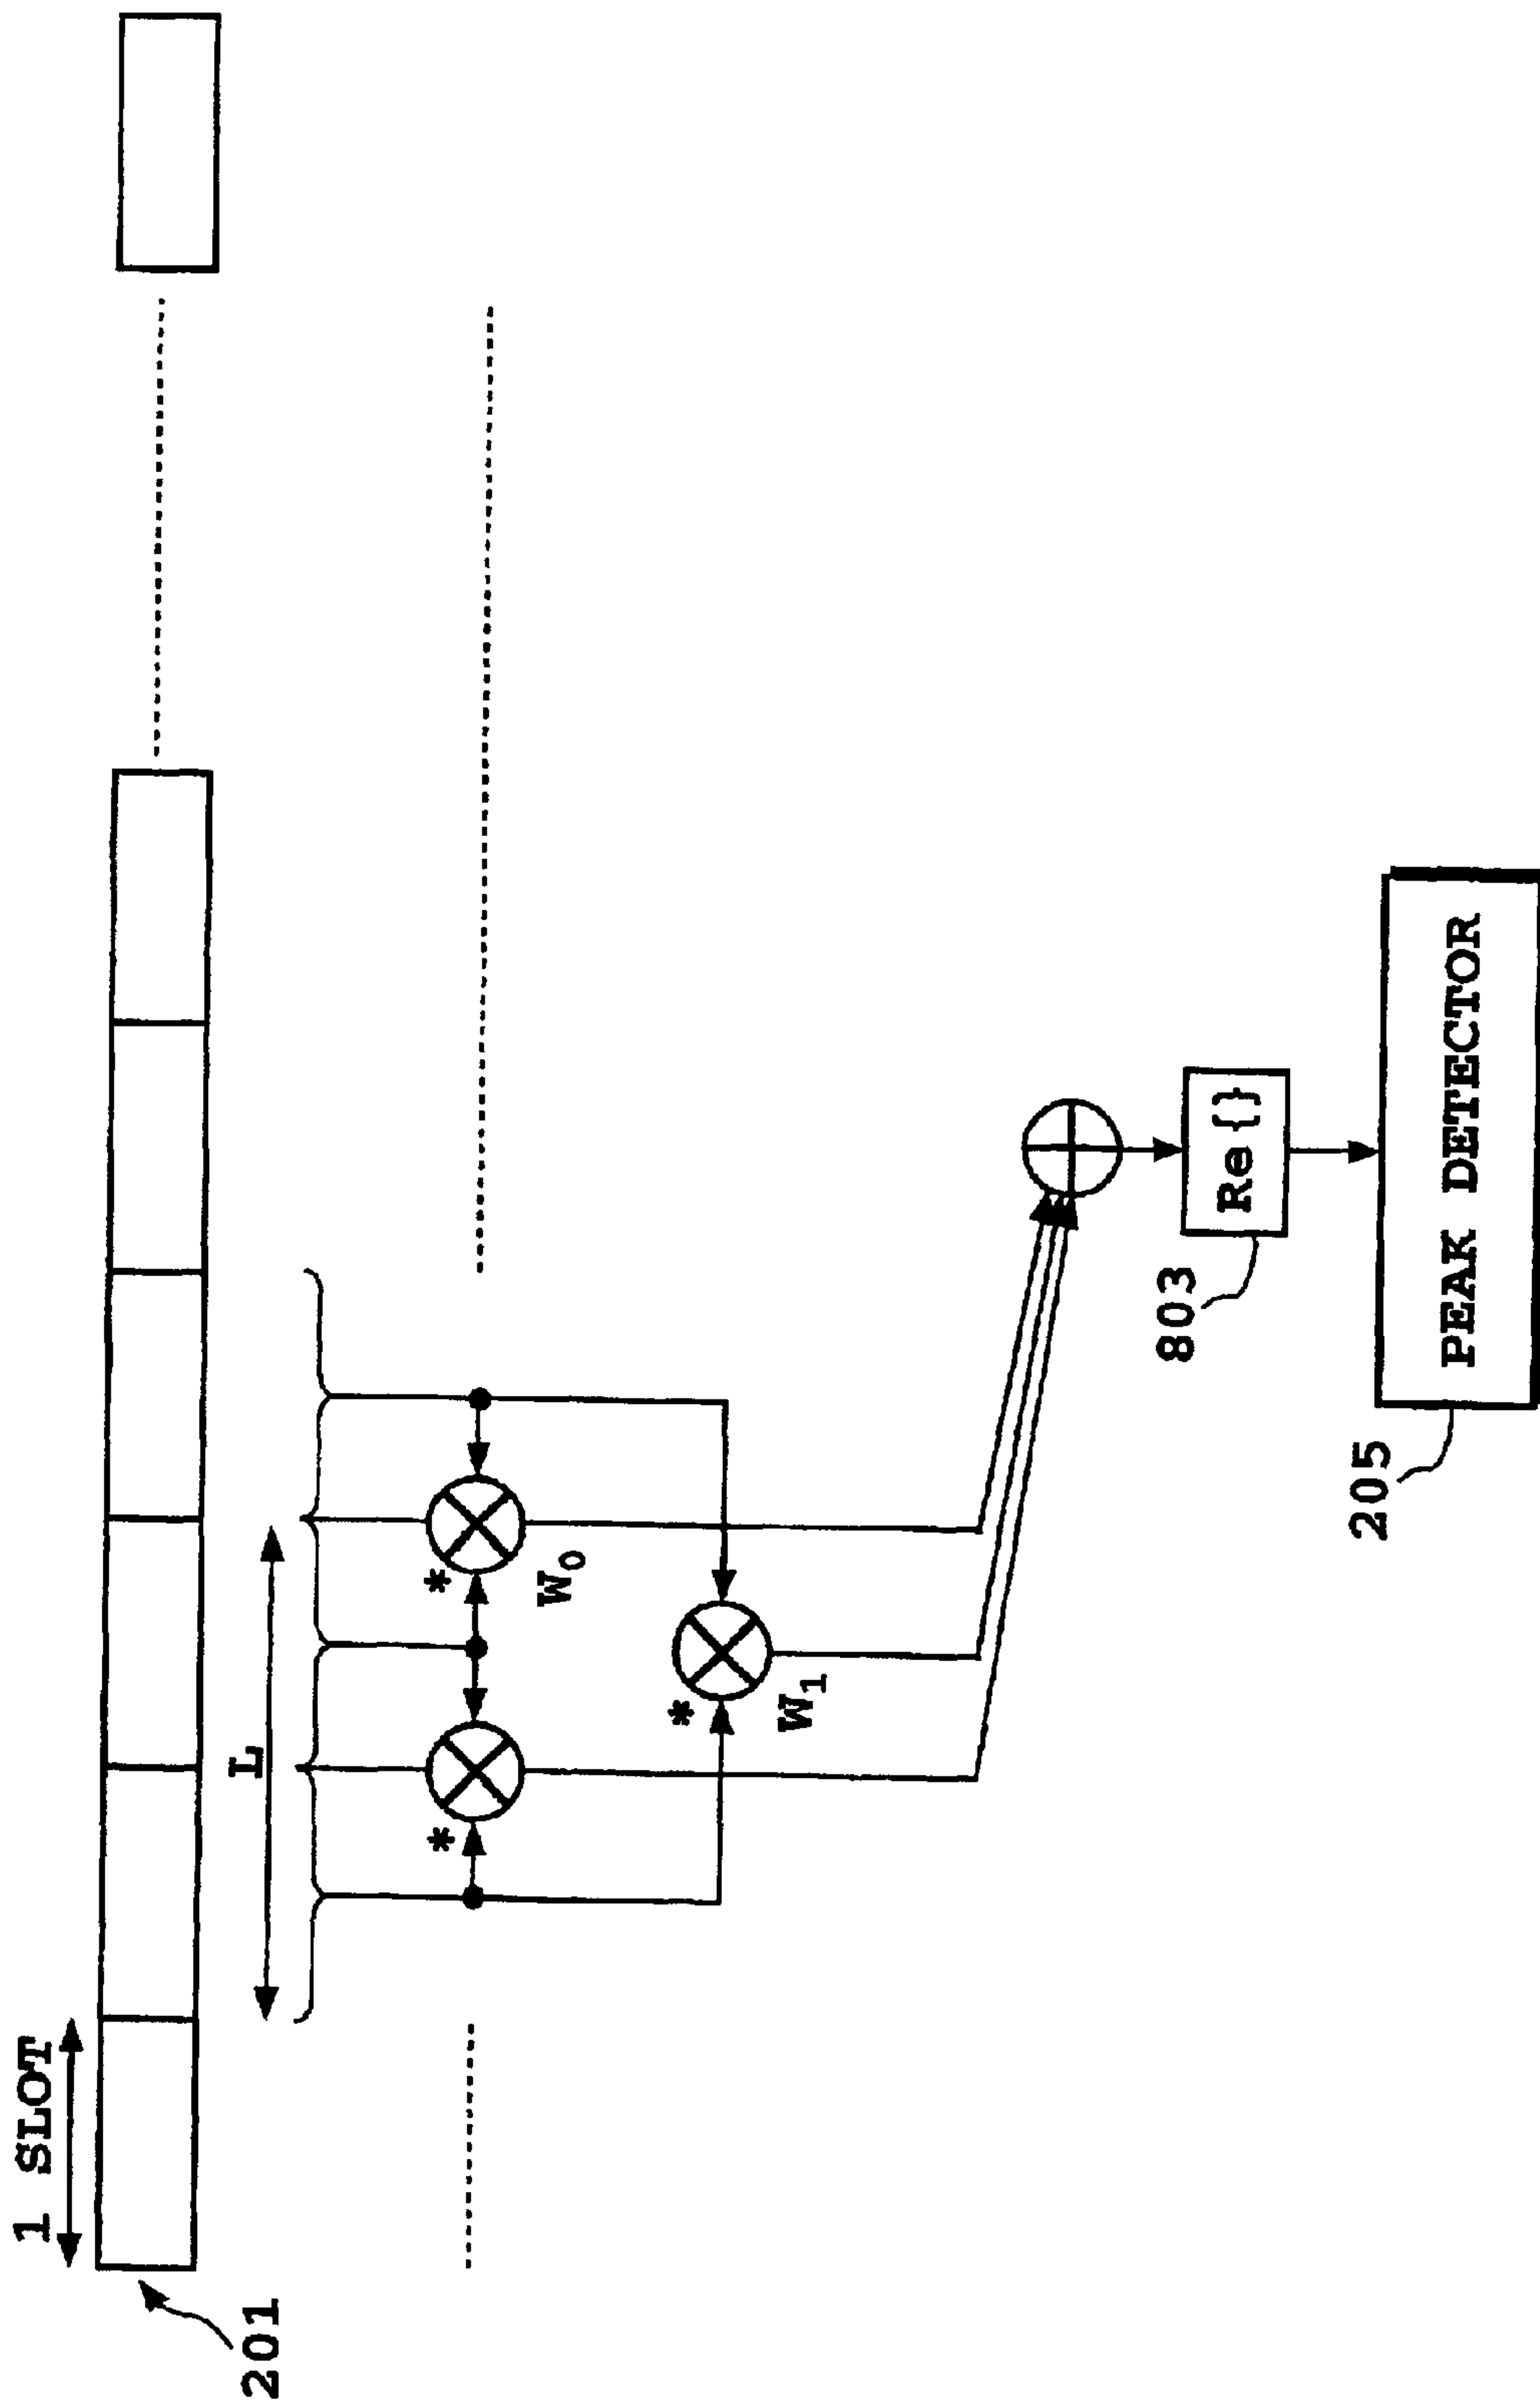 1 SLOT
201
L
*
*
W0
*
W1
803
Re{}
205
PEAK DETECTOR